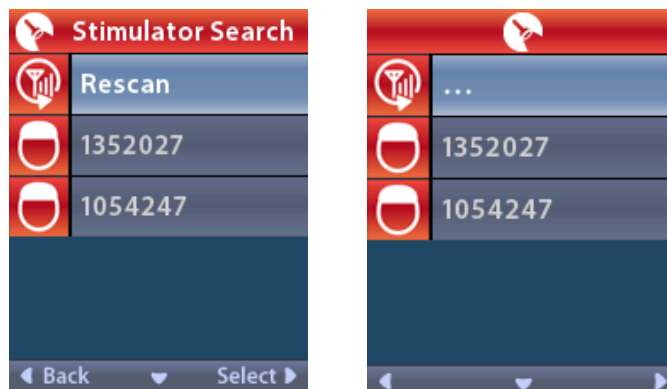 Stimulator Search
Rescan
1352027
1054247
Back Select
...
1352027
1054247